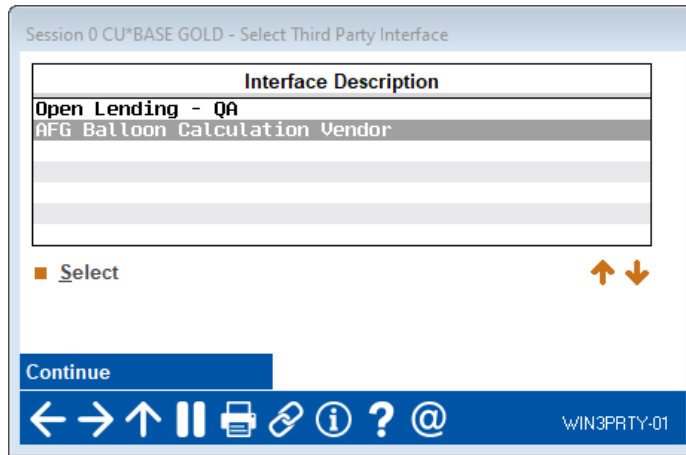 Session 0 CU*BASE GOLD - Select Third Party Interface
Interface Description
Open Lending - QA
AFG Balloon Calculation Vendor
Select
Continue
WIN3PRTY-01